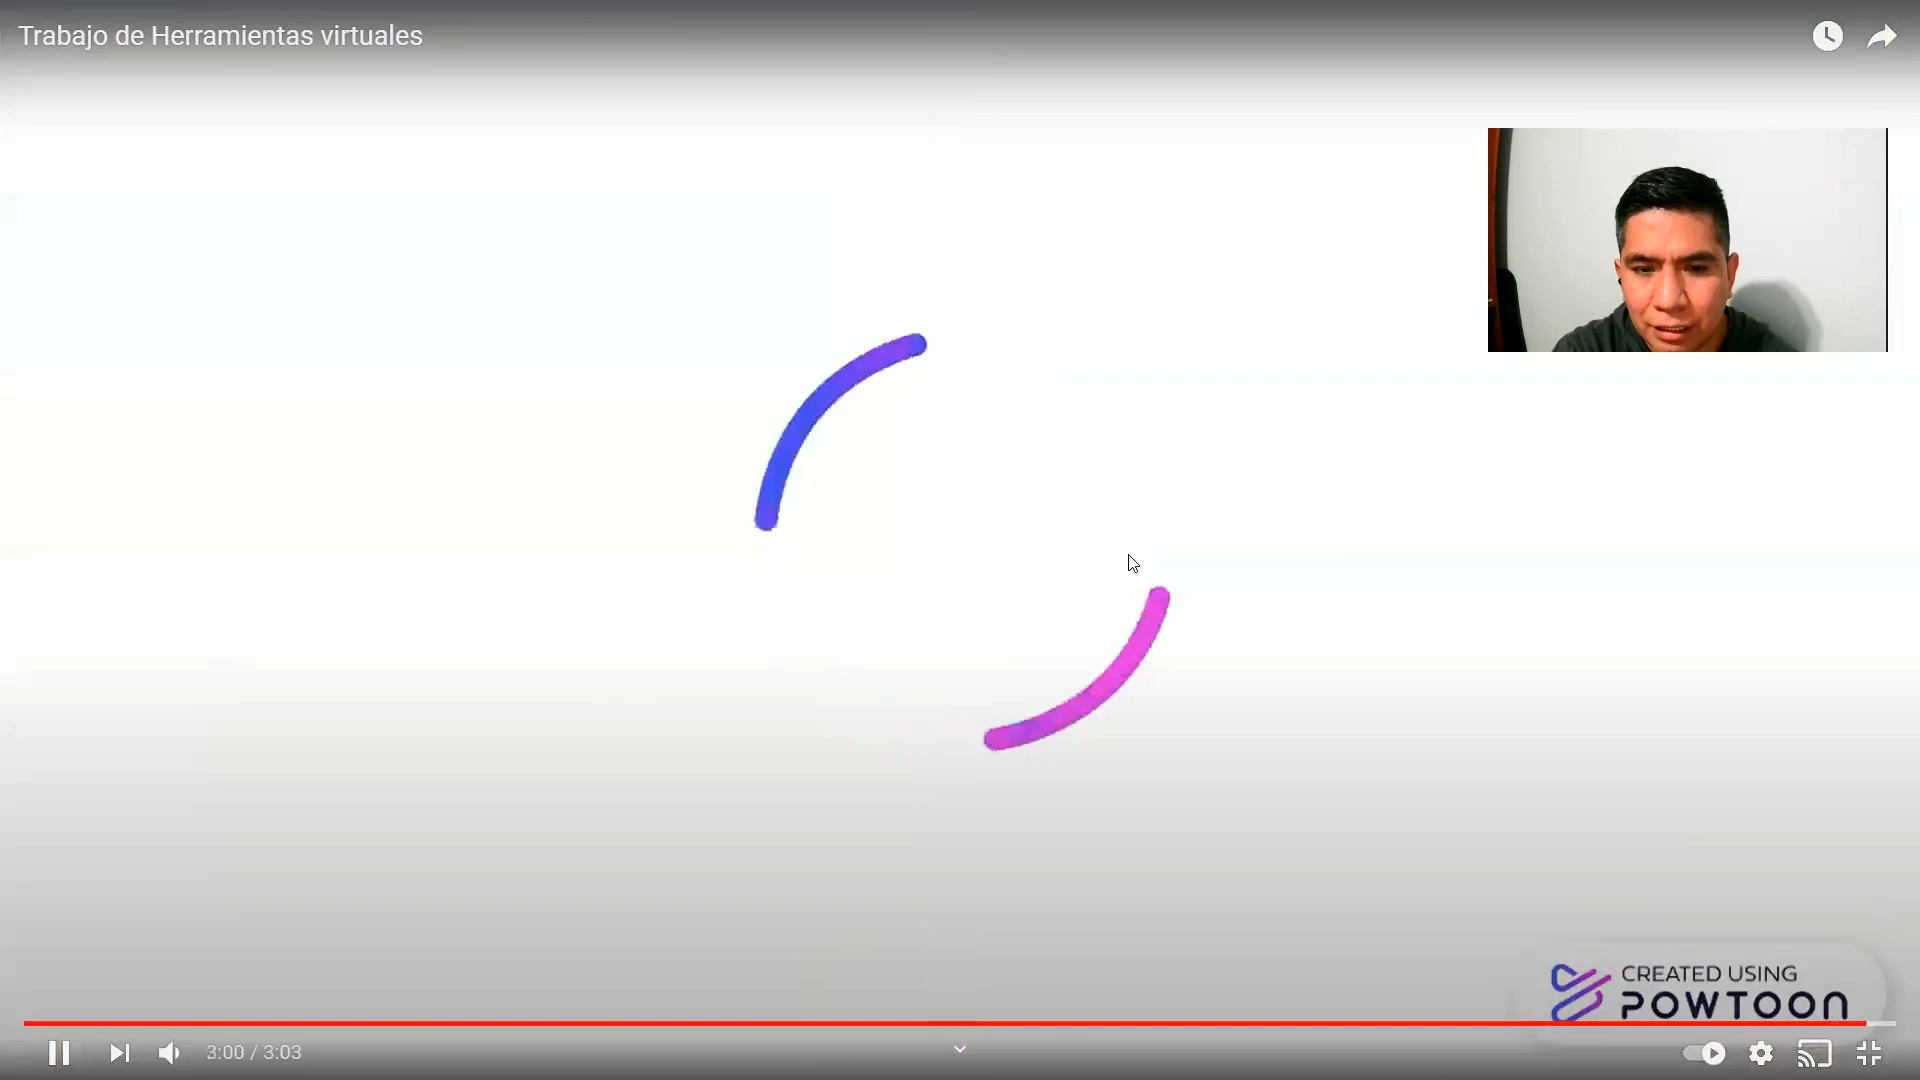 Trabajo de Herramientas virtuales
CREATED USING
POWTOON
3:00 / 3:03